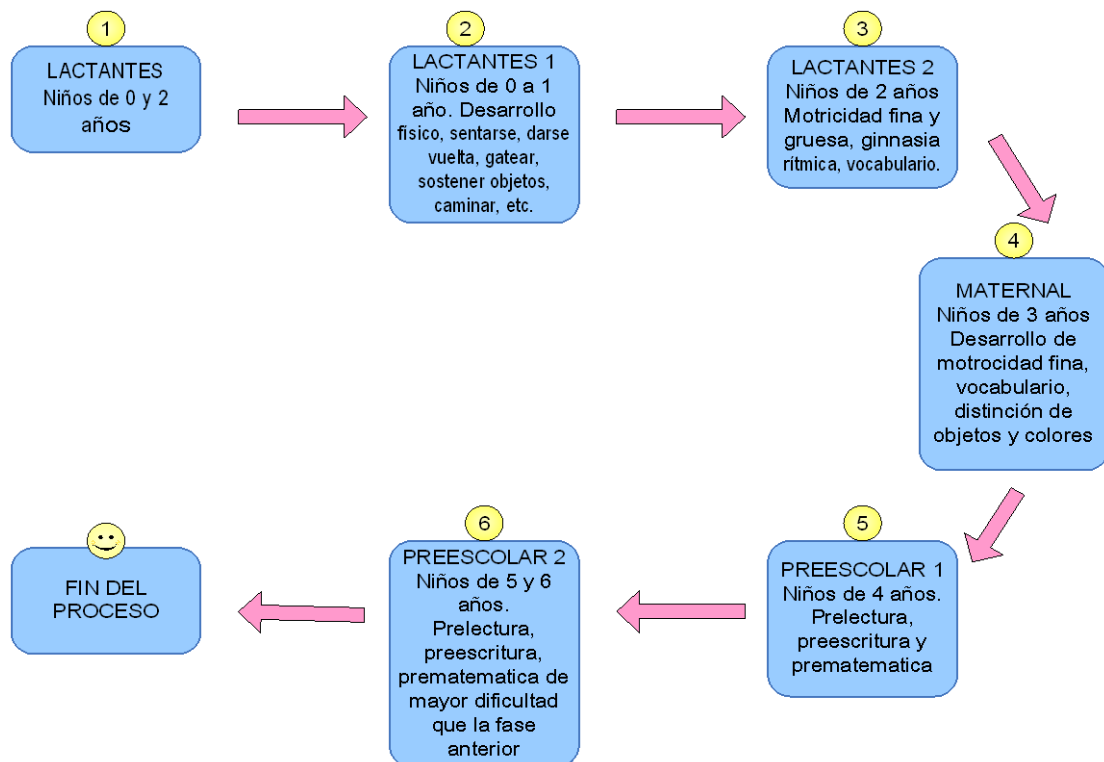 1
LACTANTES
Niños de 0 y 2
años
2
LACTANTES 1
Niños de 0 a 1
año. Desarrollo
físico, sentarse, darse
vuelta, gatear,
sostener objetos,
caminar, etc.
3
LACTANTES 2
Niños de 2 años
Motricidad fina y
gruesa, ginnasia
rítmica, vocabulario.
4
MATERNAL
Niños de 3 años
Desarrollo de
motrocidad fina,
vocabulario,
distinción de
objetos y colores
5
PREESCOLAR 1
Niños de 4 años.
Prelectura,
preescritura y
prematematica
6
PREESCOLAR 2
Niños de 5 y 6
años.
Prelectura,
preescritura,
prematematica de
mayor dificultad
que la fase
anterior
FIN DEL
PROCESO